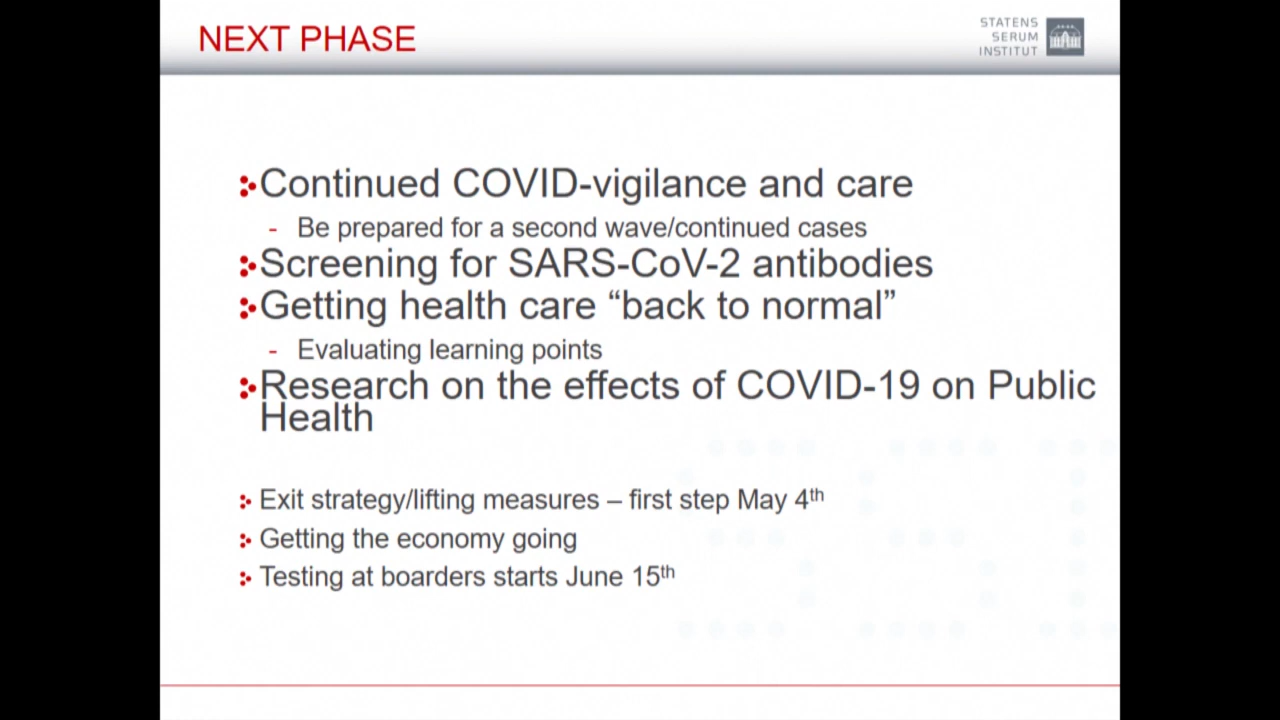 NEXT PHASE
STATENS
SERUM
INSTITUT
Continued COVID-vigilance and care
- Be prepared for a second wave/continued cases
Screening for SARS-CoV-2 antibodies
Getting health care “back to normal”
- Evaluating learning points
Research on the effects of COVID-19 on Public
Health
Exit strategy/lifting measures – first step May 4th
Getting the economy going
Testing at boarders starts June 15th